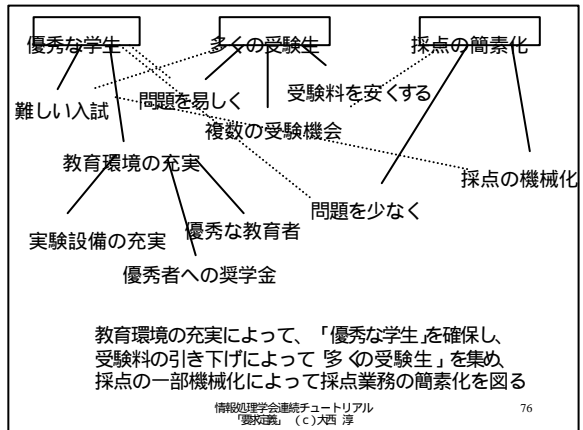 優秀な学生
多くの受験生
採点の簡素化
難しい入試
問題を易しく
受験料を安くする
複数の受験機会
教育環境の充実
採点の機械化
問題を少なく
実験設備の充実
優秀な教育者
優秀者への奨学金
教育環境の充実によって、「優秀な学生」を確保し、
受験料の引き下げによって「多くの受験生」を集め、
採点の一部機械化によって採点業務の簡素化を図る
情報処理学会連続チュートリアル
「要求定義」 (c)大西 淳
76